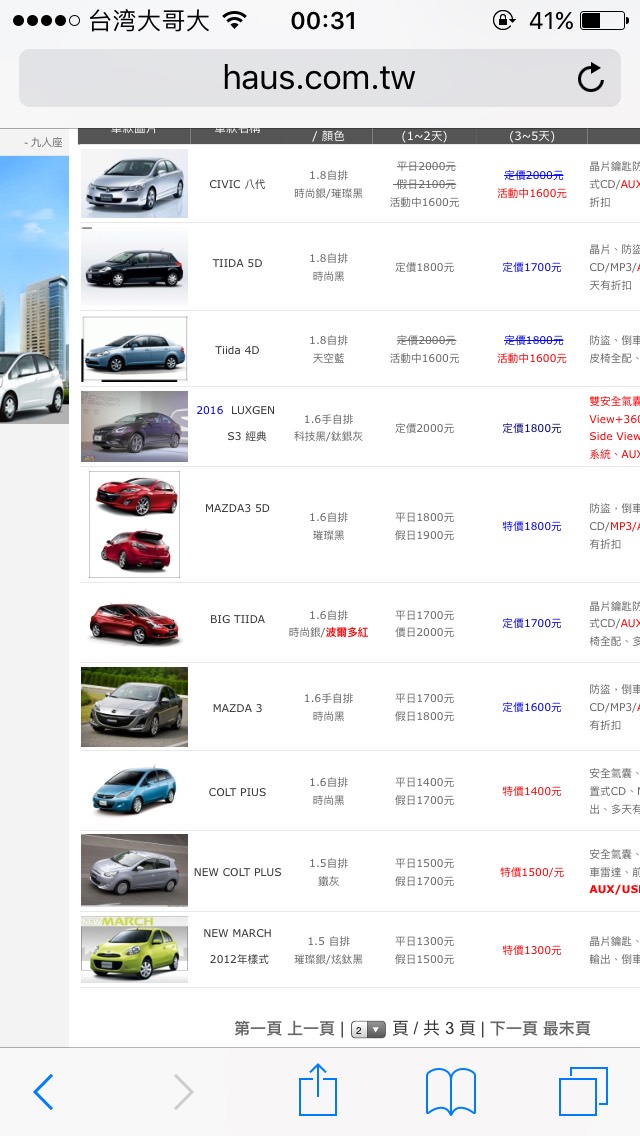 台湾大哥大 00:31 41%
haus.com.tw
- 九人座
車款圖片 車款名稱 / 顏色 (1~2天) (3~5天)
CIVIC 八代
1.8自排
時尚銀/璀璨黑
平日2000元
假日2100元
活動中1600元
定價2000元
活動中1600元
晶片鑰匙防
式CD/AUX
折扣
TIIDA 5D
1.8自排
時尚黑
定價1800元
定價1700元
晶片、防盜
CD/MP3/A
天有折扣
Tiida 4D
1.8自排
天空藍
定價2000元
活動中1600元
定價1800元
活動中1600元
防盜、倒車
皮椅全配、
2016 LUXGEN
S3 經典
1.6手自排
科技黑/鈦銀灰
定價2000元
定價1800元
雙安全氣囊
View+360
Side View
系統、AUX
MAZDA3 5D
1.6自排
璀璨黑
平日1800元
假日1900元
特價1800元
防盜，倒車
CD/MP3/A
有折扣
BIG TIIDA
1.6自排
時尚銀/波爾多紅
平日1700元
價日2000元
定價1700元
晶片鑰匙防
式CD/AUX
椅全配、多
MAZDA 3
1.6手自排
時尚黑
平日1700元
假日1800元
定價1600元
防盜，倒車
CD/MP3/A
有折扣
COLT PIUS
1.6自排
時尚黑
平日1400元
假日1700元
特價1400元
安全氣囊、
置式CD、M
出、多天有
NEW COLT PLUS
1.5自排
鐵灰
平日1500元
假日1700元
特價1500/元
安全氣囊、
車雷達、前
AUX/USB
NEW MARCH
NEW MARCH
2012年樣式
1.5 自排
璀璨銀/炫鈦黑
平日1300元
假日1500元
特價1300元
晶片鑰匙、
輸出、倒車
第一頁 上一頁 | 2 頁 / 共 3 頁 | 下一頁 最末頁